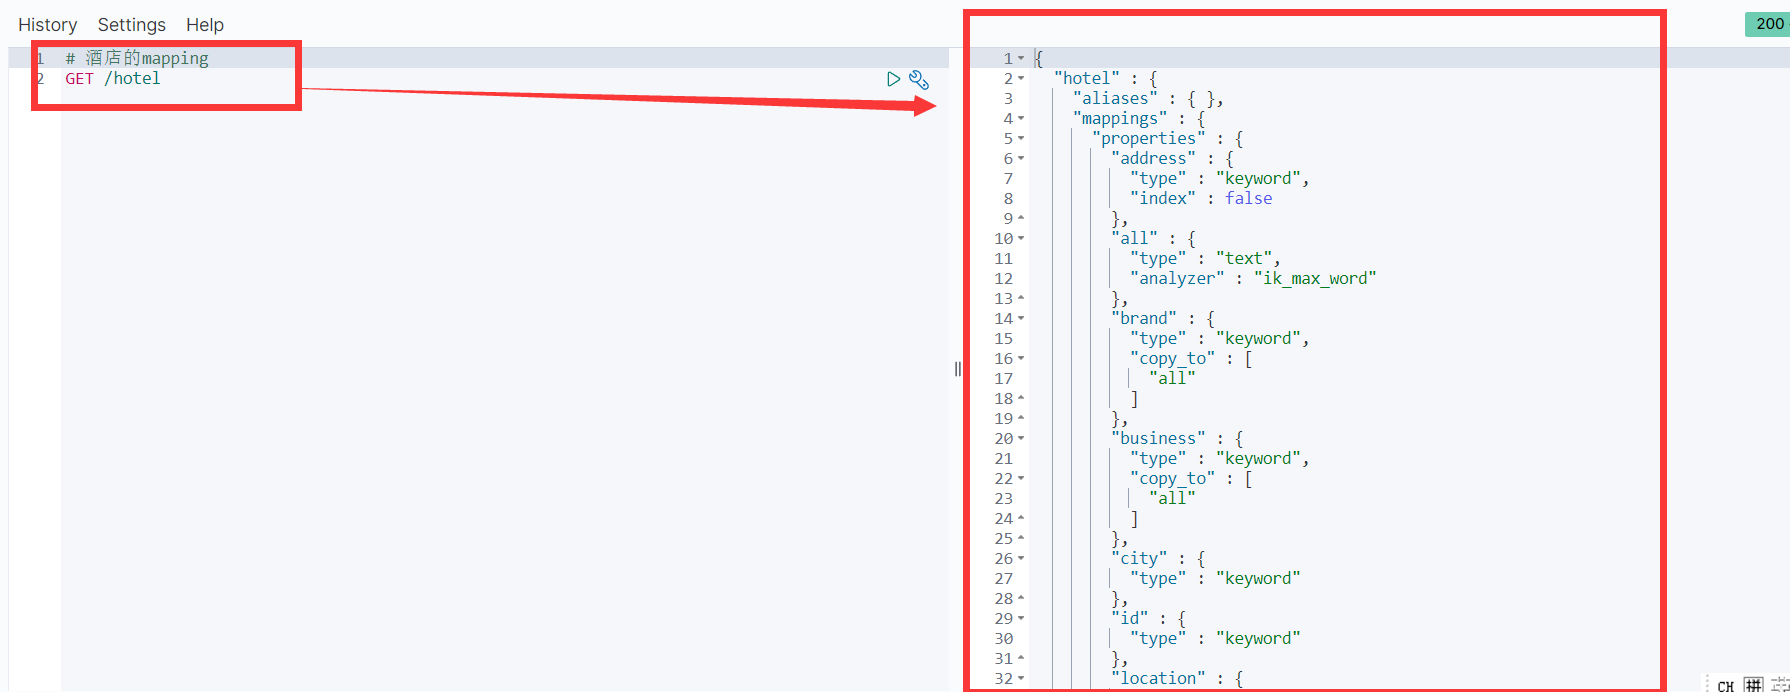 History Settings Help
200
1 # 酒店的mapping
2 GET /hotel
1 {
2 "hotel" : {
3 "aliases" : { },
4 "mappings" : {
5 "properties" : {
6 "address" : {
7 "type" : "keyword",
8 "index" : false
9 },
10 "all" : {
11 "type" : "text",
12 "analyzer" : "ik_max_word"
13 },
14 "brand" : {
15 "type" : "keyword",
16 "copy_to" : [
17 "all"
18 ]
19 },
20 "business" : {
21 "type" : "keyword",
22 "copy_to" : [
23 "all"
24 ]
25 },
26 "city" : {
27 "type" : "keyword"
28 },
29 "id" : {
30 "type" : "keyword"
31 },
32 "location" : {
CH 拼